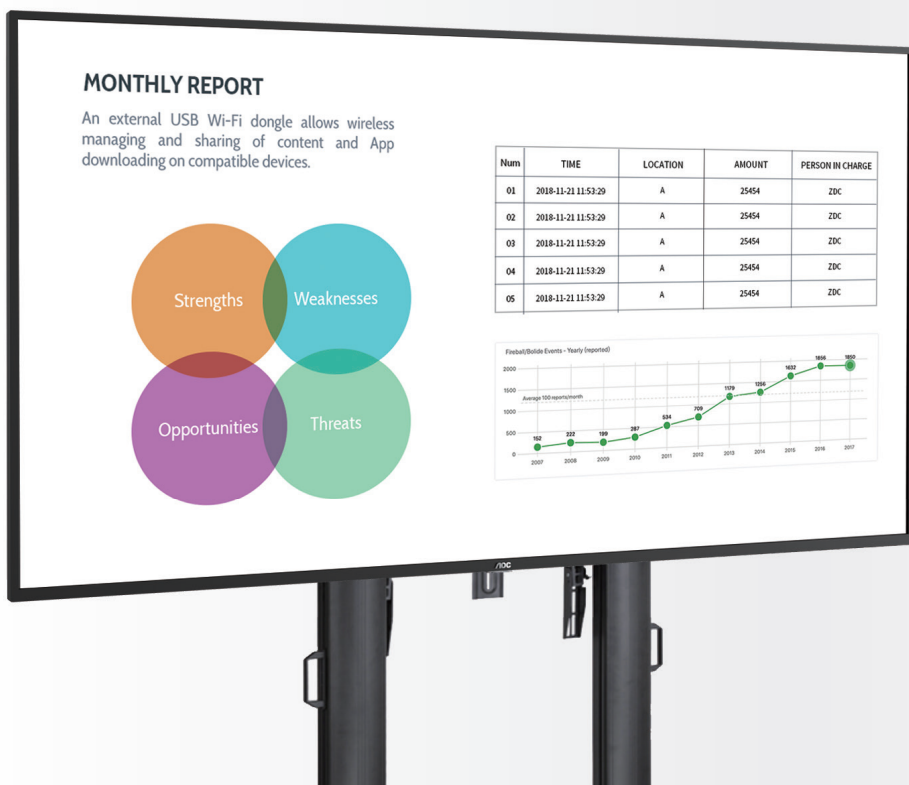 MONTHLY REPORT
An external USB Wi-Fi dongle allows wireless
managing and sharing of content and App
downloading on compatible devices.
Strengths
Weaknesses
Opportunities
Threats
Num TIME LOCATION AMOUNT PERSON IN CHARGE
01 2018-11-21 11:53:29 A 25454 ZDC
02 2018-11-21 11:53:29 A 25454 ZDC
03 2018-11-21 11:53:29 A 25454 ZDC
04 2018-11-21 11:53:29 A 25454 ZDC
05 2018-11-21 11:53:29 A 25454 ZDC
Fireball/Bolide Events - Yearly (reported)
2000
1500
Average 100 reports/month
1000
500
0
152 222 199 287 534 709 1179 1256 1632 1856 1850
2007 2008 2009 2010 2011 2012 2013 2014 2015 2016 2017
AOC